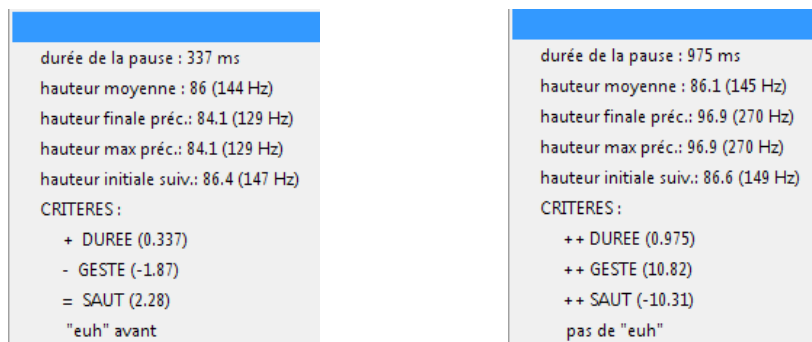 durée de la pause : 337 ms
hauteur moyenne : 86 (144 Hz)
hauteur finale préc.: 84.1 (129 Hz)
hauteur max préc.: 84.1 (129 Hz)
hauteur initiale suiv.: 86.4 (147 Hz)
CRITERES :
+ DUREE (0.337)
- GESTE (-1.87)
= SAUT (2.28)
"euh" avant
durée de la pause : 975 ms
hauteur moyenne : 86.1 (145 Hz)
hauteur finale préc.: 96.9 (270 Hz)
hauteur max préc.: 96.9 (270 Hz)
hauteur initiale suiv.: 86.6 (149 Hz)
CRITERES :
++ DUREE (0.975)
++ GESTE (10.82)
++ SAUT (-10.31)
pas de "euh"